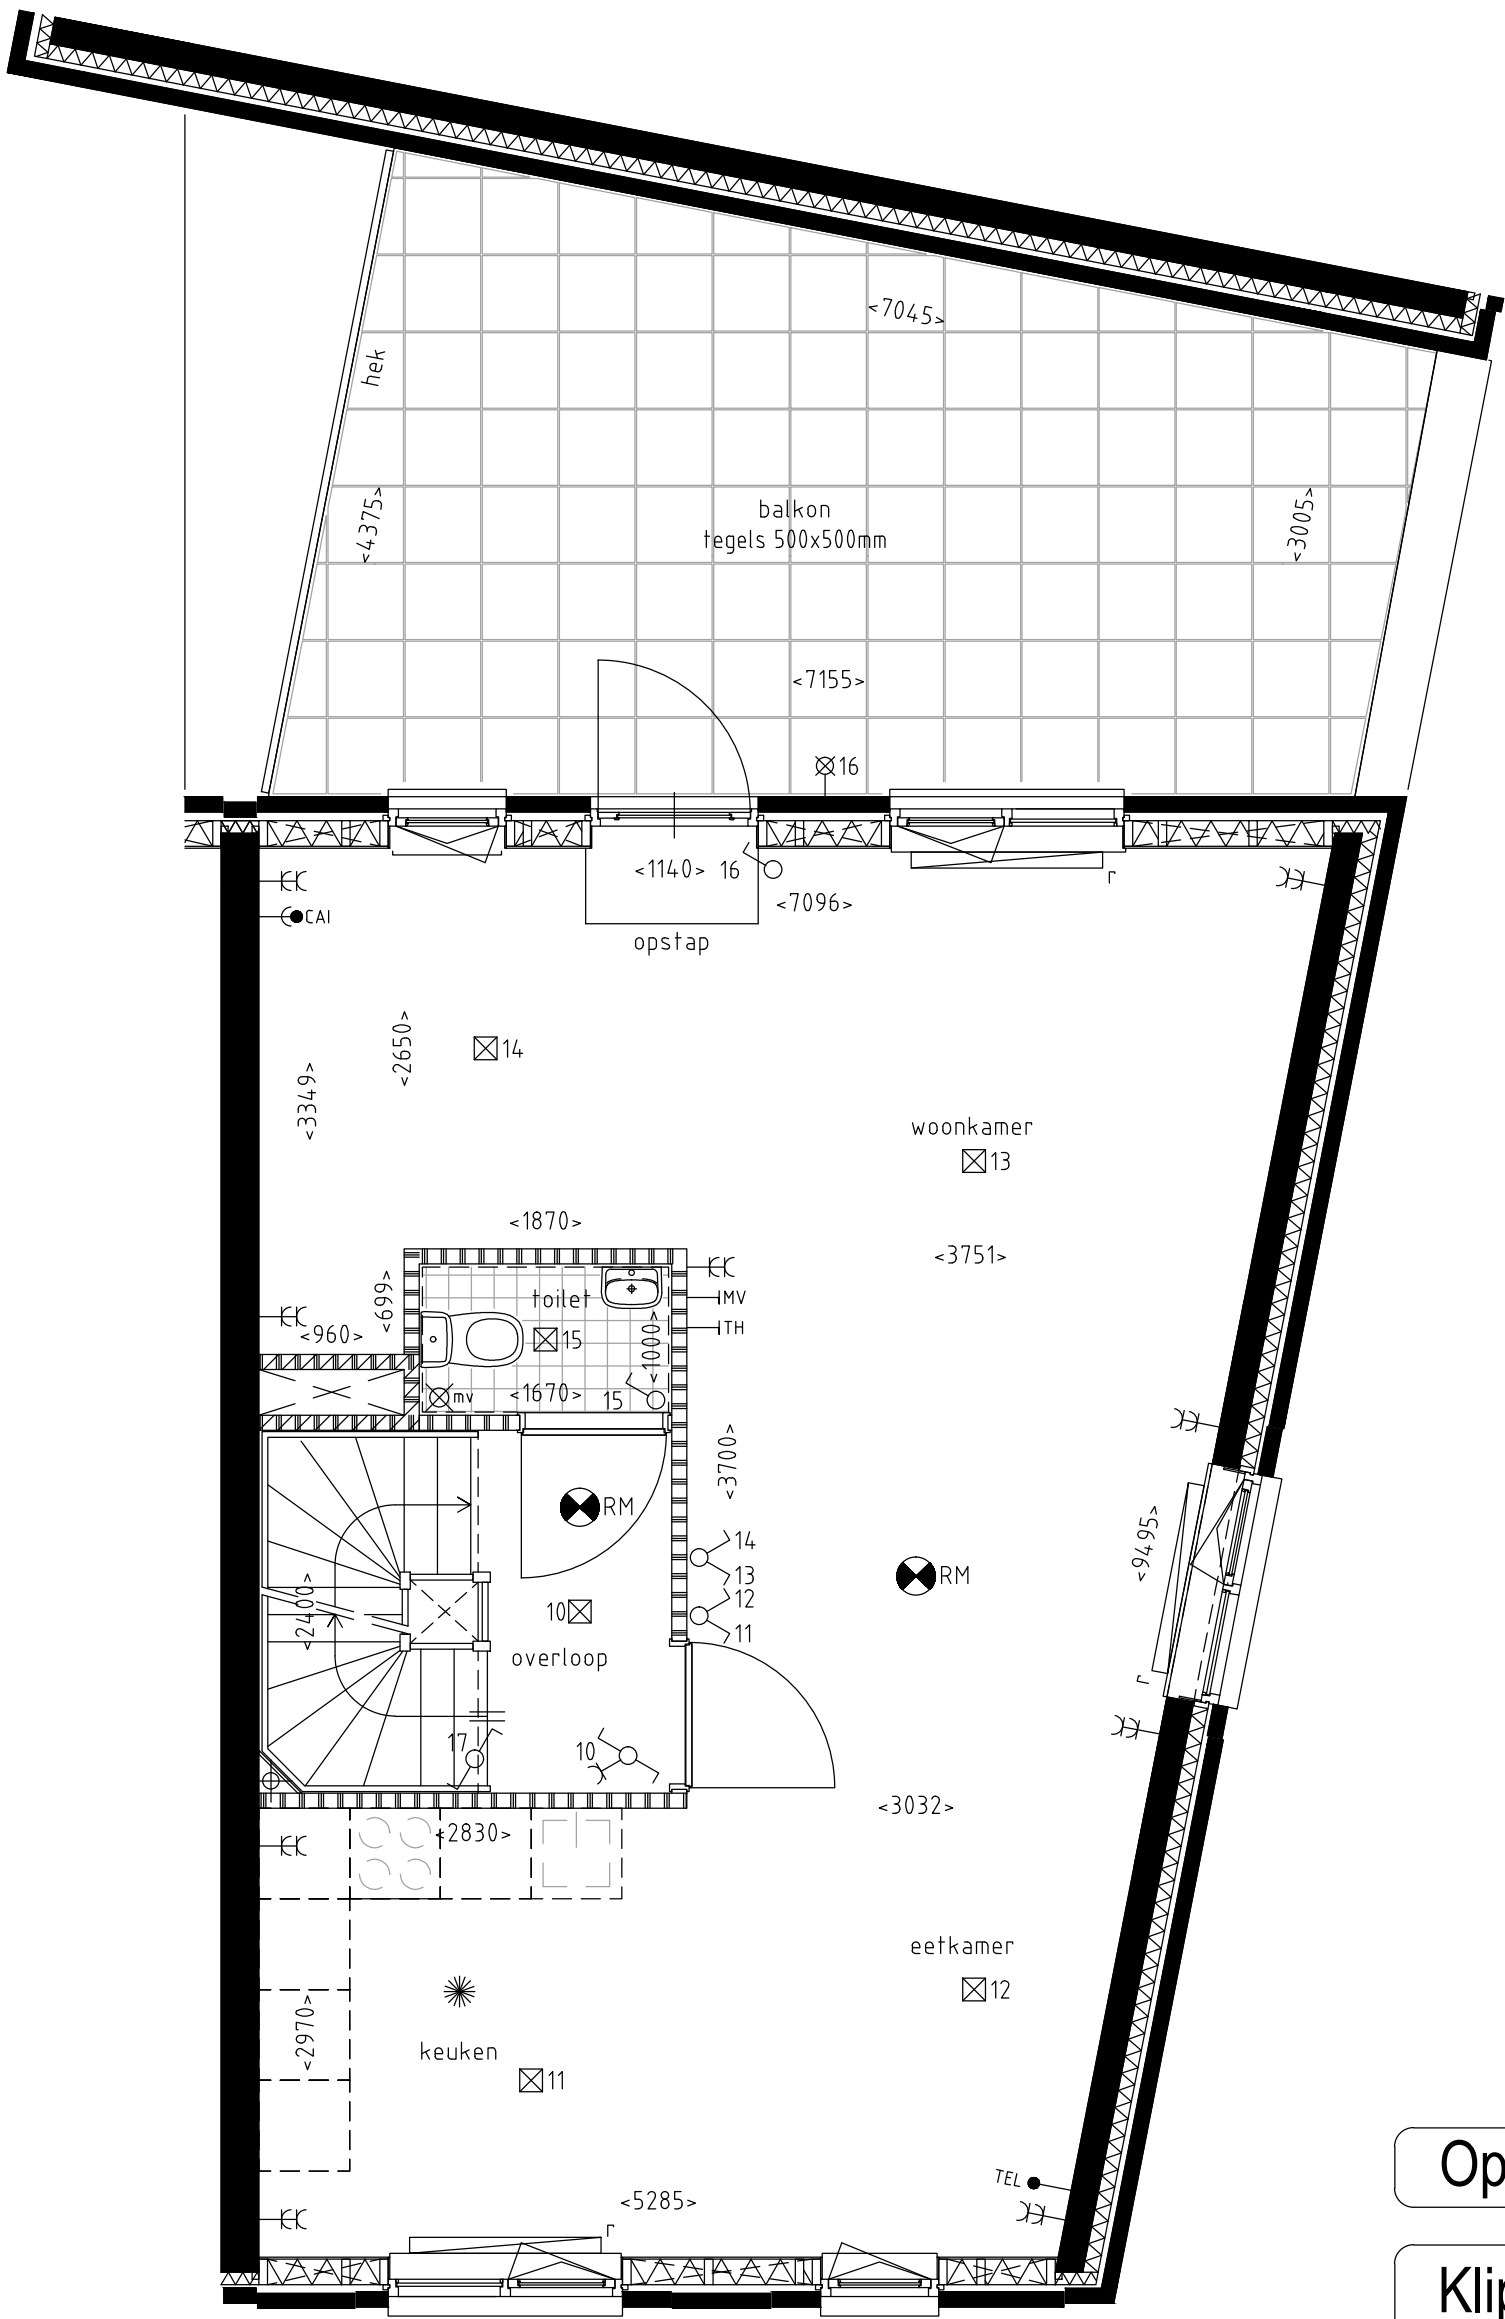 <7045>
hek
<4375>
balkon
tegels 500x500mm
<3005>
<7155>
16
<1140>
16
<7096>
r
CAI
opstap
<2650>
14
<3349>
woonkamer
13
<1870>
<3751>
<699>
toilet
MV
TH
<960>
15
<1000>
mv
<1670>
15
<3700>
RM
<9495>
14
13
12
11
RM
<2400>
10
overloop
r
17
10
<3032>
<2830>
eetkamer
12
<2970>
keuken
11
Op
TEL
<5285>
r
Klip